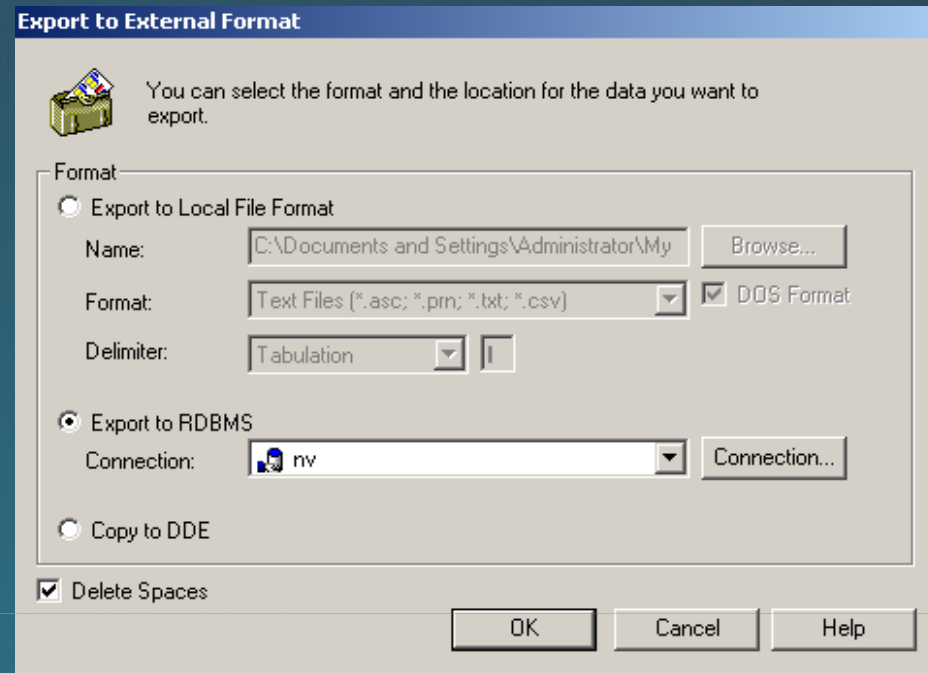 Export to External Format
You can select the format and the location for the data you want to
export.
Format
Export to Local File Format
Name: C:\Documents and Settings\Administrator\My Browse...
Format: Text Files (*.asc; *.prn; *.txt; *.csv) DOS Format
Delimiter: Tabulation
Export to RDBMS
Connection: nv Connection...
Copy to DDE
Delete Spaces
OK Cancel Help